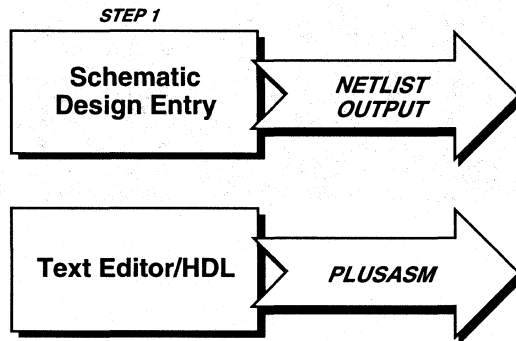 STEP 1
Schematic
Design Entry
NETLIST
OUTPUT
Text Editor/HDL
PLUSASM